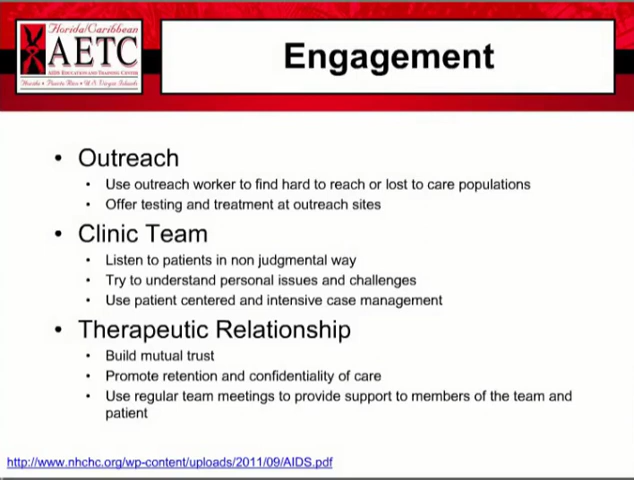 Florida/Caribbean
AETC
AIDS EDUCATION AND TRAINING CENTER
Florida • Puerto Rico • U.S. Virgin Islands
Engagement
• Outreach
• Use outreach worker to find hard to reach or lost to care populations
• Offer testing and treatment at outreach sites
• Clinic Team
• Listen to patients in non judgmental way
• Try to understand personal issues and challenges
• Use patient centered and intensive case management
• Therapeutic Relationship
• Build mutual trust
• Promote retention and confidentiality of care
• Use regular team meetings to provide support to members of the team and
patient
http://www.nhchc.org/wp-content/uploads/2011/09/AIDS.pdf